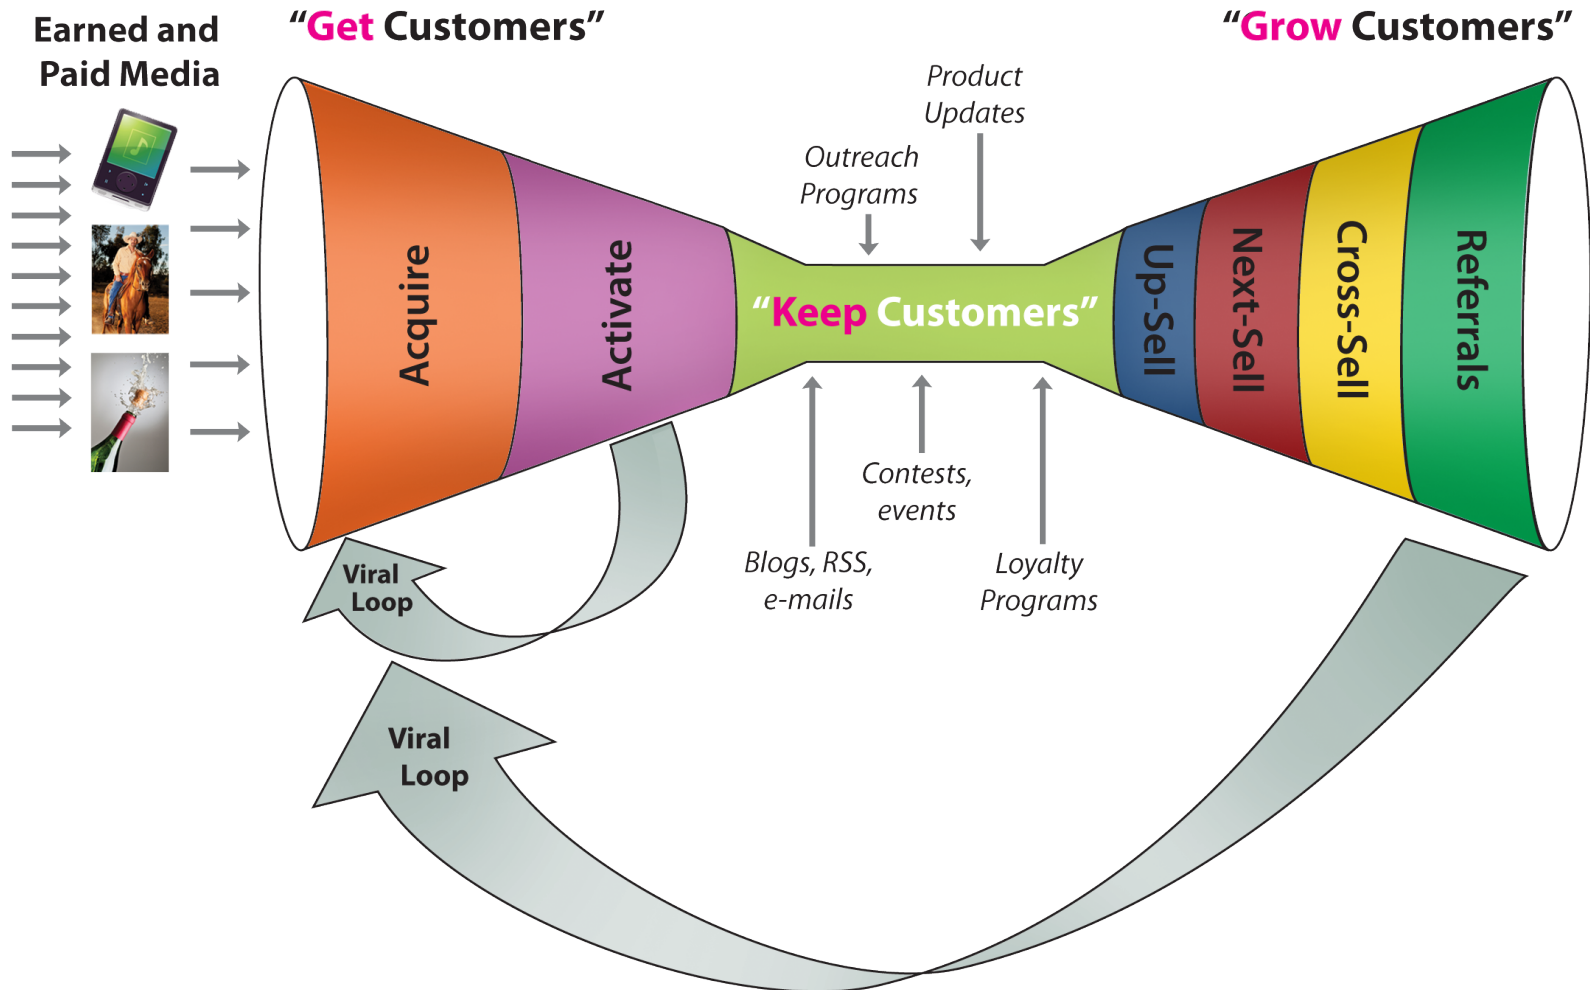 Earned and
Paid Media
“Get Customers”
“Grow Customers”
Product
Updates
Outreach
Programs
Acquire
Activate
“Keep Customers”
Up-Sell
Next-Sell
Cross-Sell
Referrals
Contests,
events
Blogs, RSS,
e-mails
Loyalty
Programs
Viral
Loop
Viral
Loop